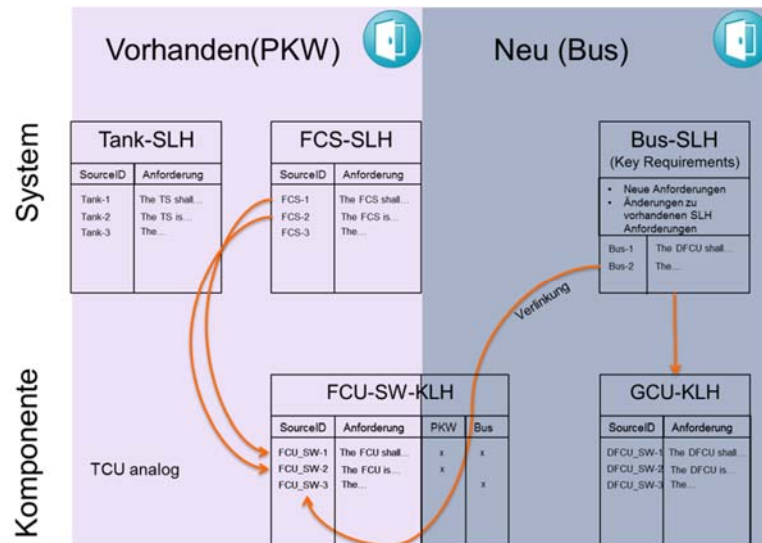 Vorhanden(PKW)
Neu (Bus)
System
Tank-SLH
SourceID Anforderung
Tank-1 The TS shall...
Tank-2 The TS is...
Tank-3 The...
FCS-SLH
SourceID Anforderung
FCS-1 The FCS shall...
FCS-2 The FCS is...
FCS-3 The...
Bus-SLH
(Key Requirements)
• Neue Anforderungen
• Änderungen zu
vorhandenen SLH
Anforderungen
Bus-1 The DFCU shall...
Bus-2 The...
Verlinkung
Komponente
TCU analog
FCU-SW-KLH
SourceID Anforderung PKW Bus
FCU_SW-1 The FCU shall... x x
FCU_SW-2 The FCU is... x
FCU_SW-3 The... x
GCU-KLH
SourceID Anforderung
DFCU_SW-1 The DFCU shall...
DFCU_SW-2 The DFCU is...
DFCU_SW-3 The...